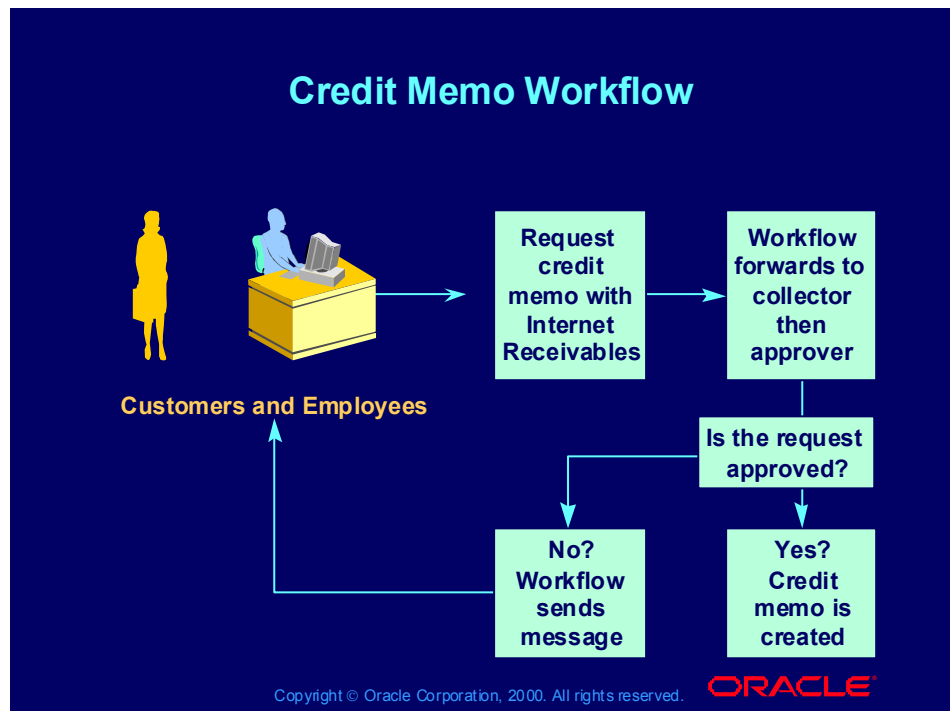 Credit Memo Workflow
Request
credit
memo with
Internet
Receivables
Workflow
forwards to
collector
then
approver
Customers and Employees
Is the request
approved?
No?
Workflow
sends
message
Yes?
Credit
memo is
created
Copyright © Oracle Corporation, 2000. All rights reserved.
ORACLE®